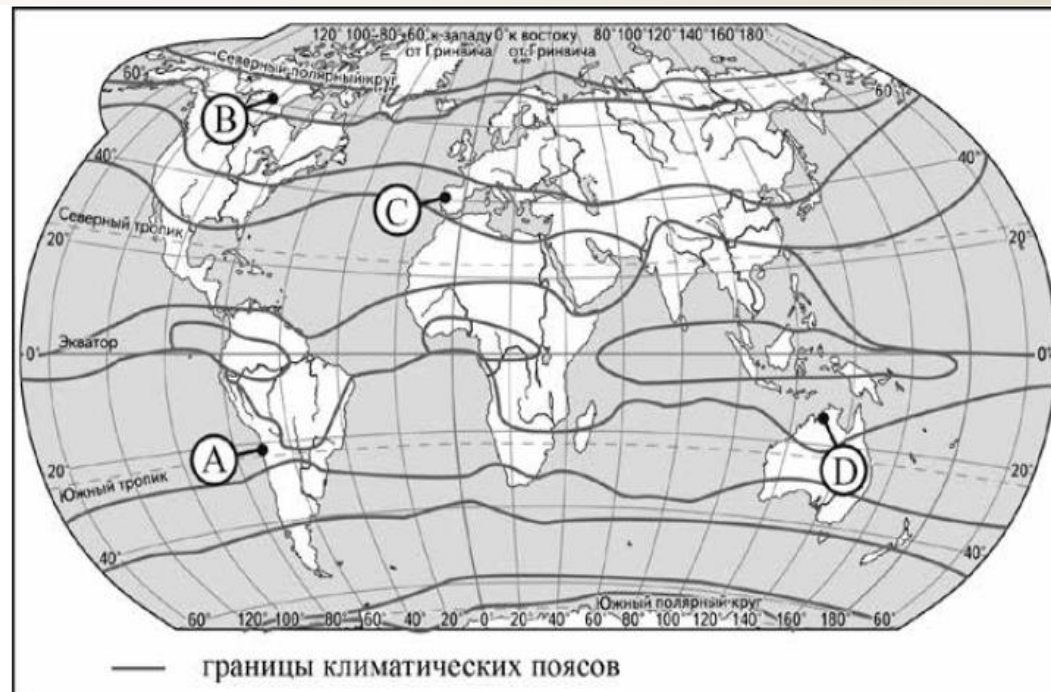 120° 100° 80° 60° к западу 0° к востоку 80° 100° 120° 140° 160° 180°
от Гринвича от Гринвича
Северный полярный круг
60° 60°
B
40° 40°
C
Северный тропик
20° 20°
Экватор
0° 0°
A
D
20° 20°
Южный тропик
40° 40°
Южный полярный круг
60° 120° 100° 80° 60° 40° 20° 0° 20° 40° 60° 80° 100° 120° 140° 160° 180° 60°
границы климатических поясов